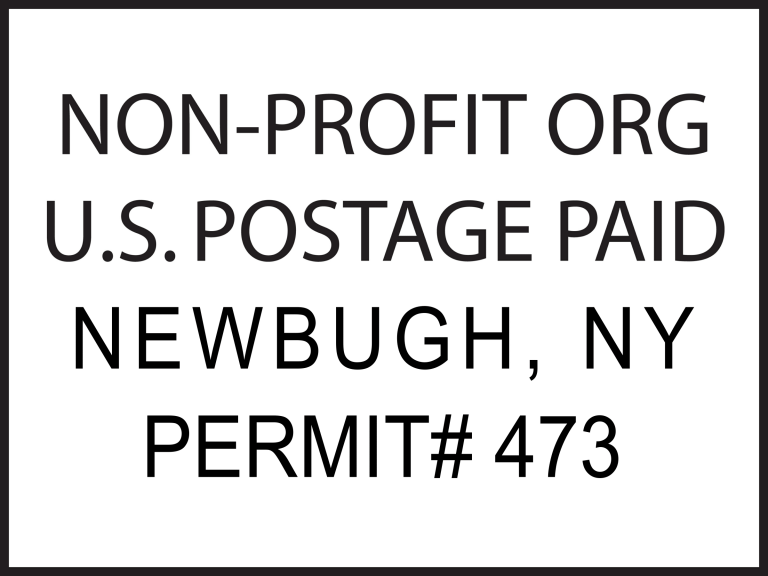 NON-PROFIT ORG
U.S. POSTAGE PAID
NEWBUGH, NY
PERMIT# 473